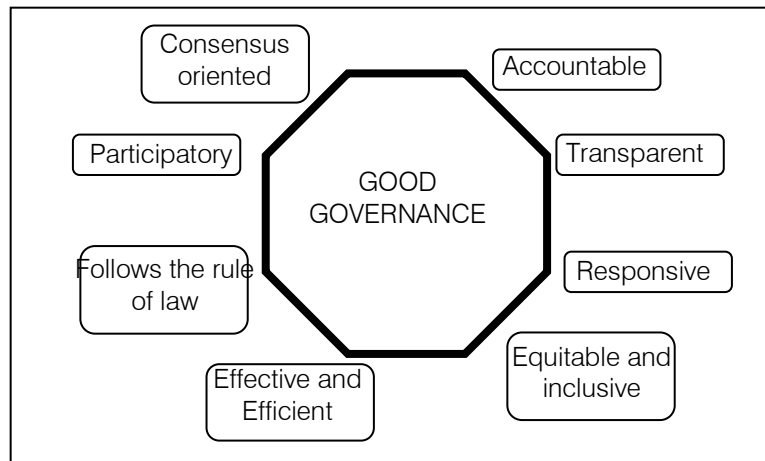 Consensus
oriented
Accountable
Participatory
Transparent
GOOD
GOVERNANCE
Follows the rule
of law
Responsive
Equitable and
inclusive
Effective and
Efficient